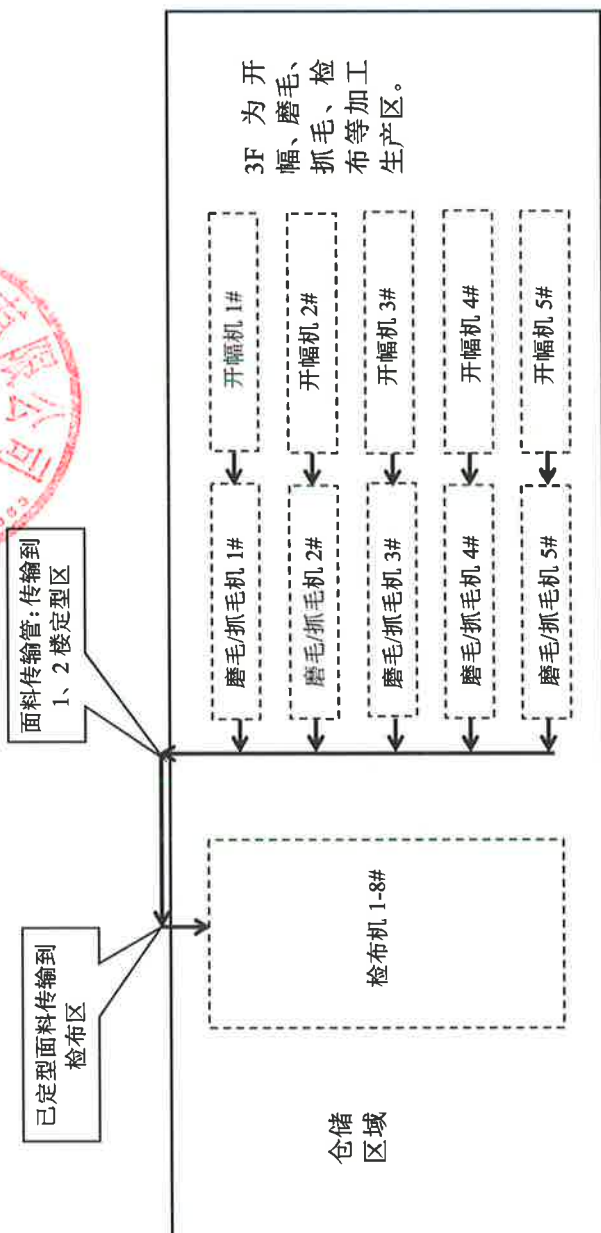 面料传输管：传输到
1、2 楼定型区
已定型面料传输到
检布区
3F 为 开
幅、磨毛、
抓毛、检
布等加工
生产区。
开幅机 1#
开幅机 2#
开幅机 3#
开幅机 4#
开幅机 5#
磨毛/抓毛机 1#
磨毛/抓毛机 2#
磨毛/抓毛机 3#
磨毛/抓毛机 4#
磨毛/抓毛机 5#
检布机 1-8#
仓储
区域
公司